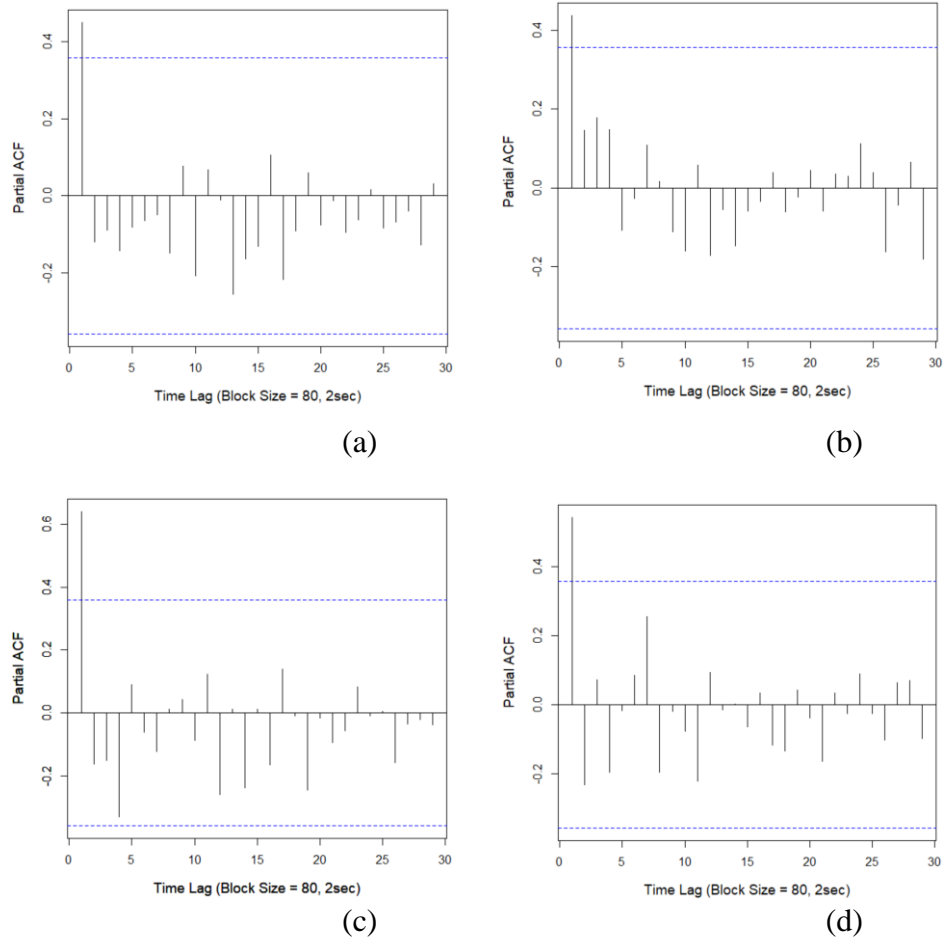 Partial ACF
0.4
0.2
0.0
-0.2
0 5 10 15 20 25 30
Time Lag (Block Size = 80, 2sec)
(a)
Partial ACF
0.4
0.2
0.0
-0.2
0 5 10 15 20 25 30
Time Lag (Block Size = 80, 2sec)
(b)
Partial ACF
0.6
0.4
0.2
0.0
-0.2
0 5 10 15 20 25 30
Time Lag (Block Size = 80, 2sec)
(c)
Partial ACF
0.4
0.2
0.0
-0.2
0 5 10 15 20 25 30
Time Lag (Block Size = 80, 2sec)
(d)